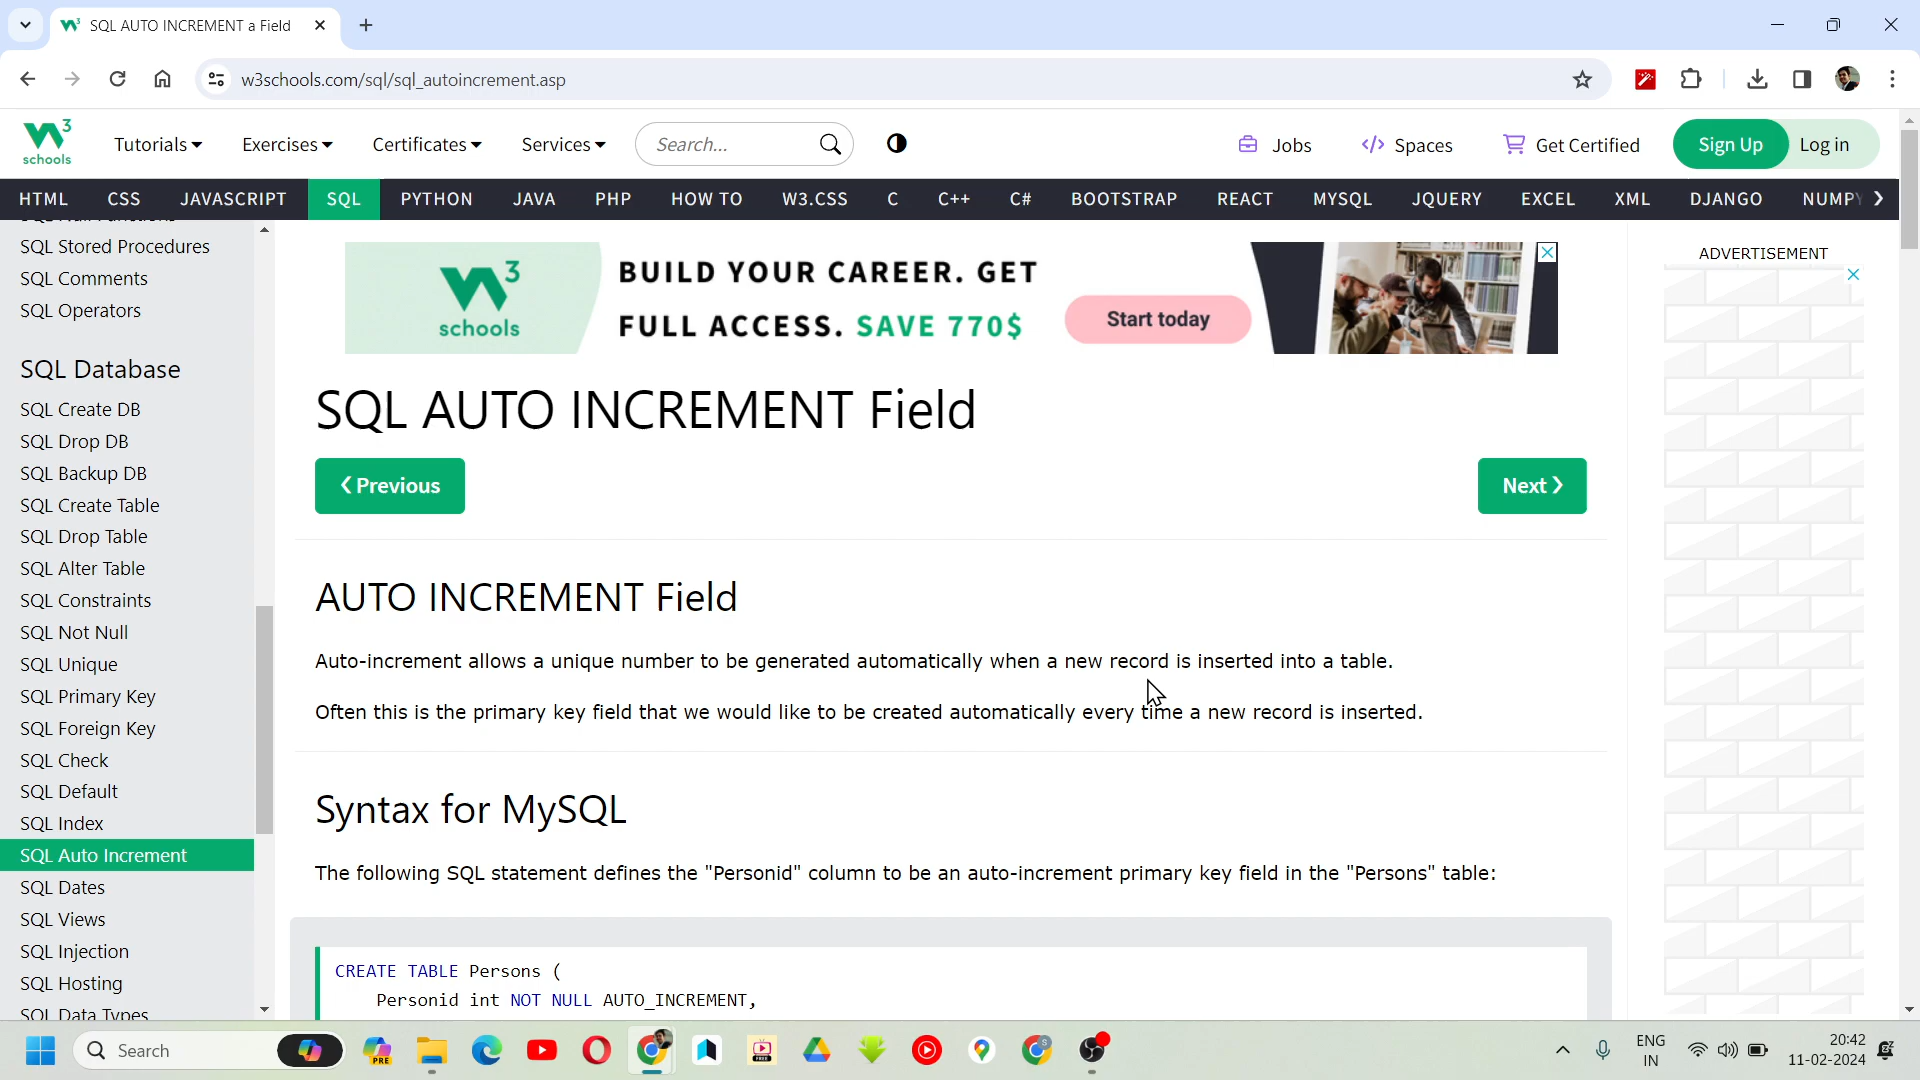 SQL AUTO INCREMENT a Field
w3schools.com/sql/sql_autoincrement.asp
3
schools
Tutorials
Exercises
Certificates
Services
Search...
Jobs
Spaces
Get Certified
Sign Up
Log in
HTML CSS JAVASCRIPT SQL PYTHON JAVA PHP HOW TO W3.CSS C C++ C# BOOTSTRAP REACT MYSQL JQUERY EXCEL XML DJANGO NUMPY
SQL Null Functions
SQL Stored Procedures
SQL Comments
SQL Operators
SQL Database
SQL Create DB
SQL Drop DB
SQL Backup DB
SQL Create Table
SQL Drop Table
SQL Alter Table
SQL Constraints
SQL Not Null
SQL Unique
SQL Primary Key
SQL Foreign Key
SQL Check
SQL Default
SQL Index
SQL Auto Increment
SQL Dates
SQL Views
SQL Injection
SQL Hosting
SQL Data Types
3
schools
BUILD YOUR CAREER. GET
FULL ACCESS. SAVE 770$
Start today
ADVERTISEMENT
SQL AUTO INCREMENT Field
❮ Previous
Next ❯
AUTO INCREMENT Field
Auto-increment allows a unique number to be generated automatically when a new record is inserted into a table.
Often this is the primary key field that we would like to be created automatically every time a new record is inserted.
Syntax for MySQL
The following SQL statement defines the "Personid" column to be an auto-increment primary key field in the "Persons" table:
CREATE TABLE Persons (
Personid int NOT NULL AUTO_INCREMENT,
Search
PRE
FREE
S
ENG
IN
20:42
11-02-2024